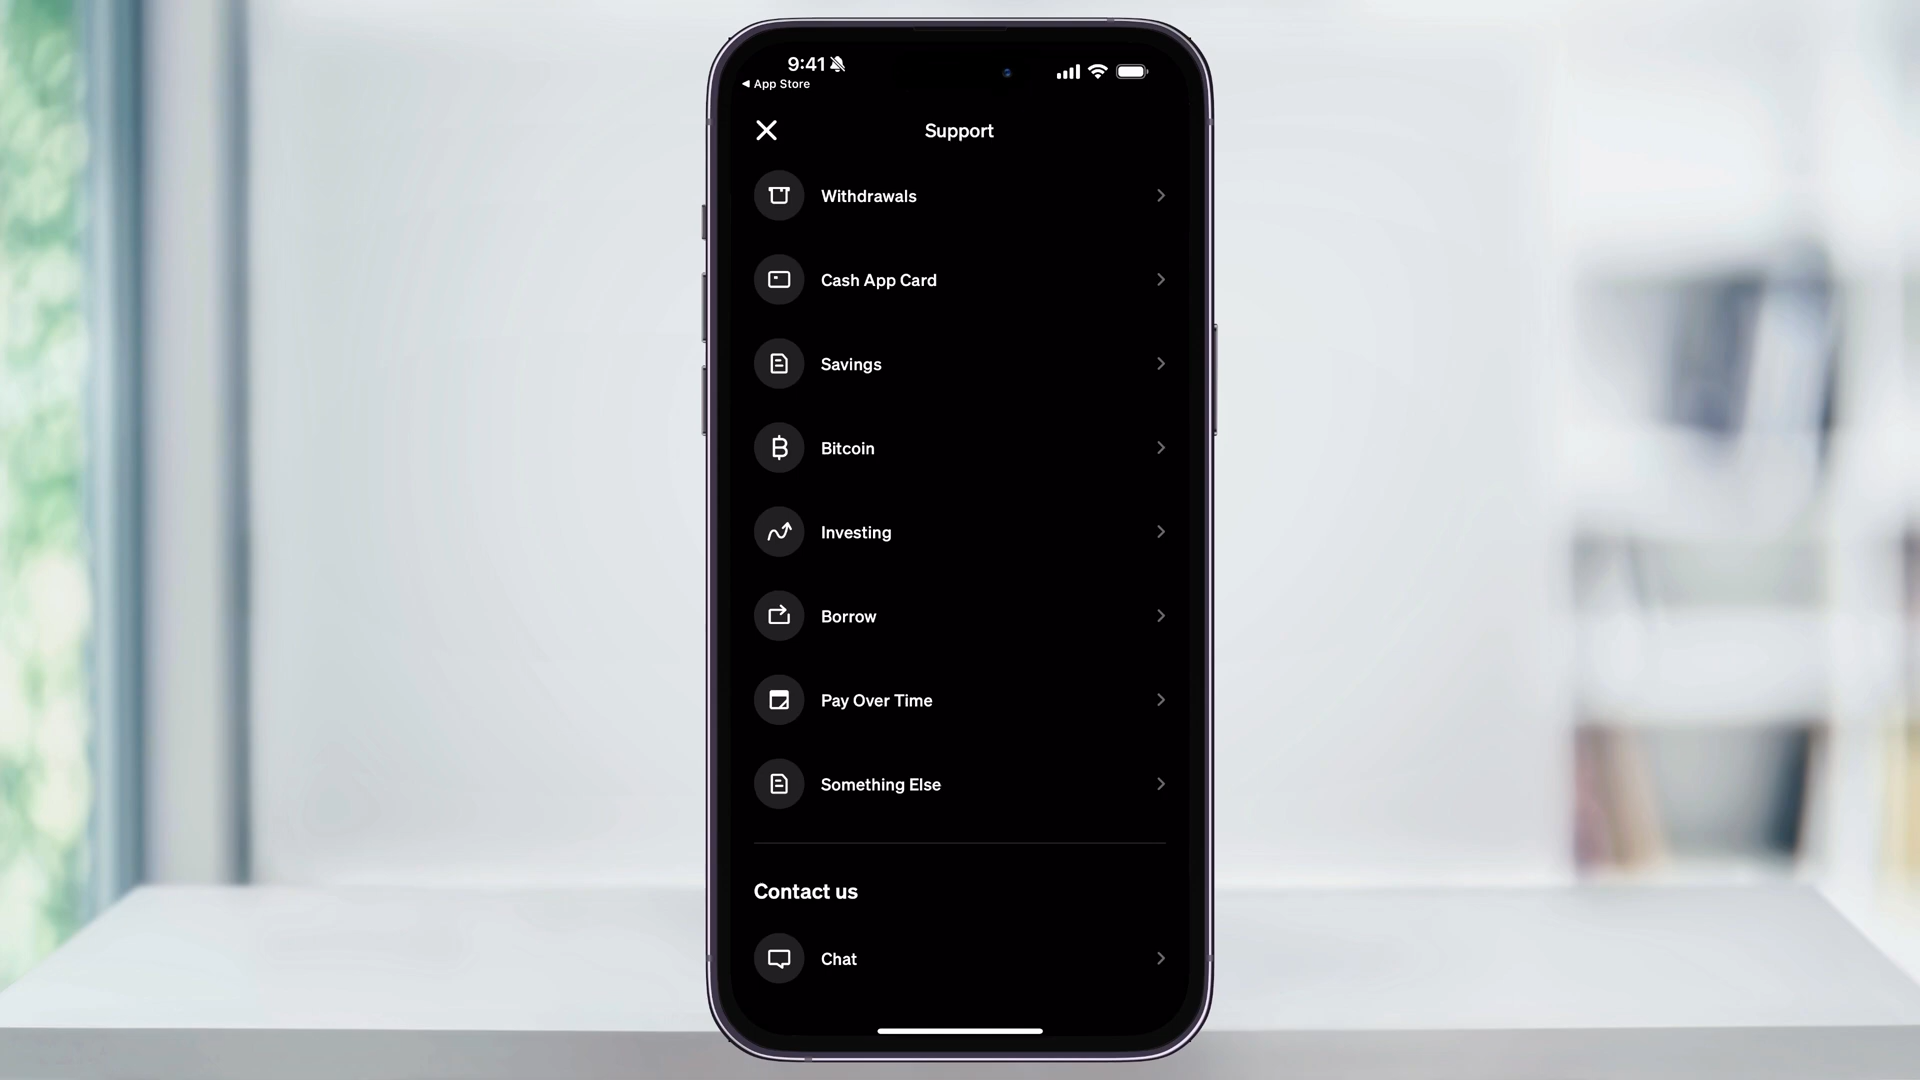 9:41
◀ App Store
Support
Withdrawals
Cash App Card
Savings
Bitcoin
Investing
Borrow
Pay Over Time
Something Else
Contact us
Chat